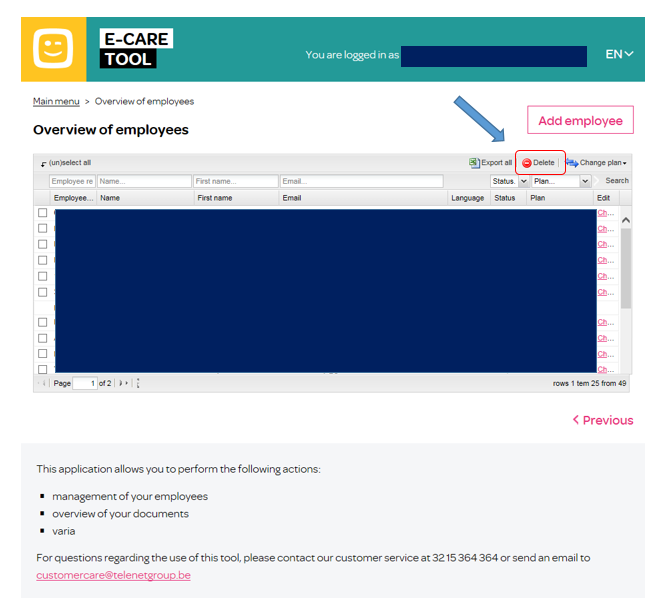 E-CARE
TOOL
You are logged in as
EN
Main menu > Overview of employees
Overview of employees
Add employee
(un)select all
Export all
Delete
Change plan
Employee re
Name...
First name...
Email...
Status.
Plan...
Search
Employee...
Name
First name
Email
Language
Status
Plan
Edit
Ch...
Ch...
Ch...
Ch...
Ch...
Ch...
Ch...
Ch...
Ch...
Ch...
Page 1 of 2
rows 1 tem 25 from 49
< Previous
This application allows you to perform the following actions:
management of your employees
overview of your documents
varia
For questions regarding the use of this tool, please contact our customer service at 32 15 364 364 or send an email to
customercare@telenetgroup.be